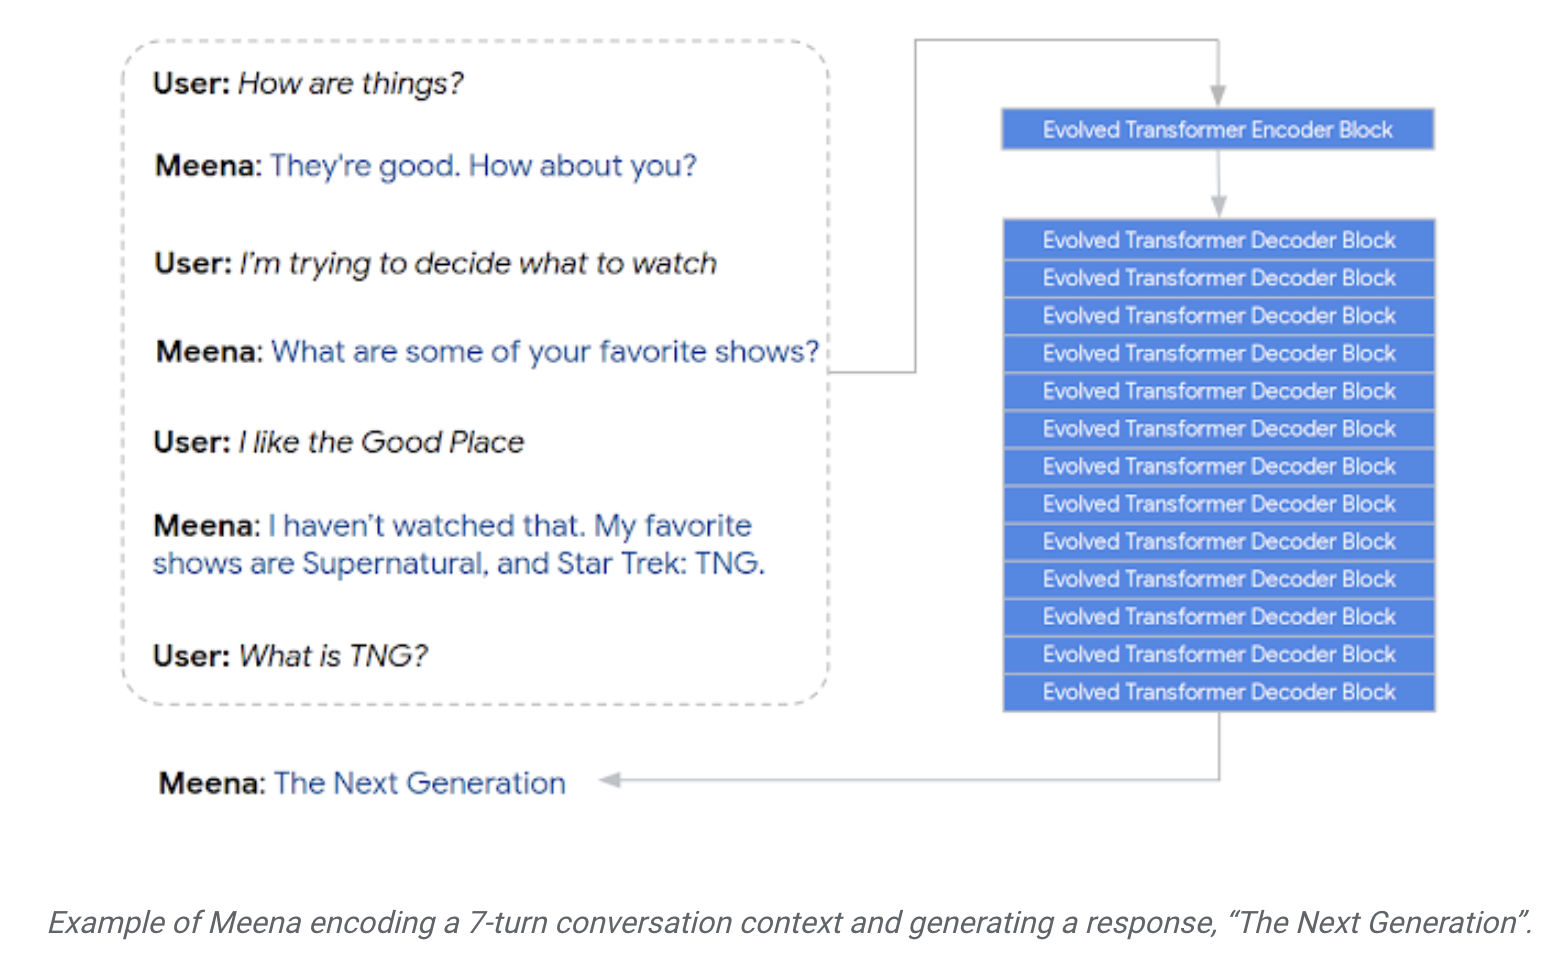 User: How are things?
Meena: They're good. How about you?
User: I'm trying to decide what to watch
Meena: What are some of your favorite shows?
User: I like the Good Place
Meena: I haven't watched that. My favorite
shows are Supernatural, and Star Trek: TNG.
User: What is TNG?
Meena: The Next Generation
Evolved Transformer Encoder Block
Evolved Transformer Decoder Block
Evolved Transformer Decoder Block
Evolved Transformer Decoder Block
Evolved Transformer Decoder Block
Evolved Transformer Decoder Block
Evolved Transformer Decoder Block
Evolved Transformer Decoder Block
Evolved Transformer Decoder Block
Evolved Transformer Decoder Block
Evolved Transformer Decoder Block
Evolved Transformer Decoder Block
Evolved Transformer Decoder Block
Evolved Transformer Decoder Block
Example of Meena encoding a 7-turn conversation context and generating a response, “The Next Generation”.